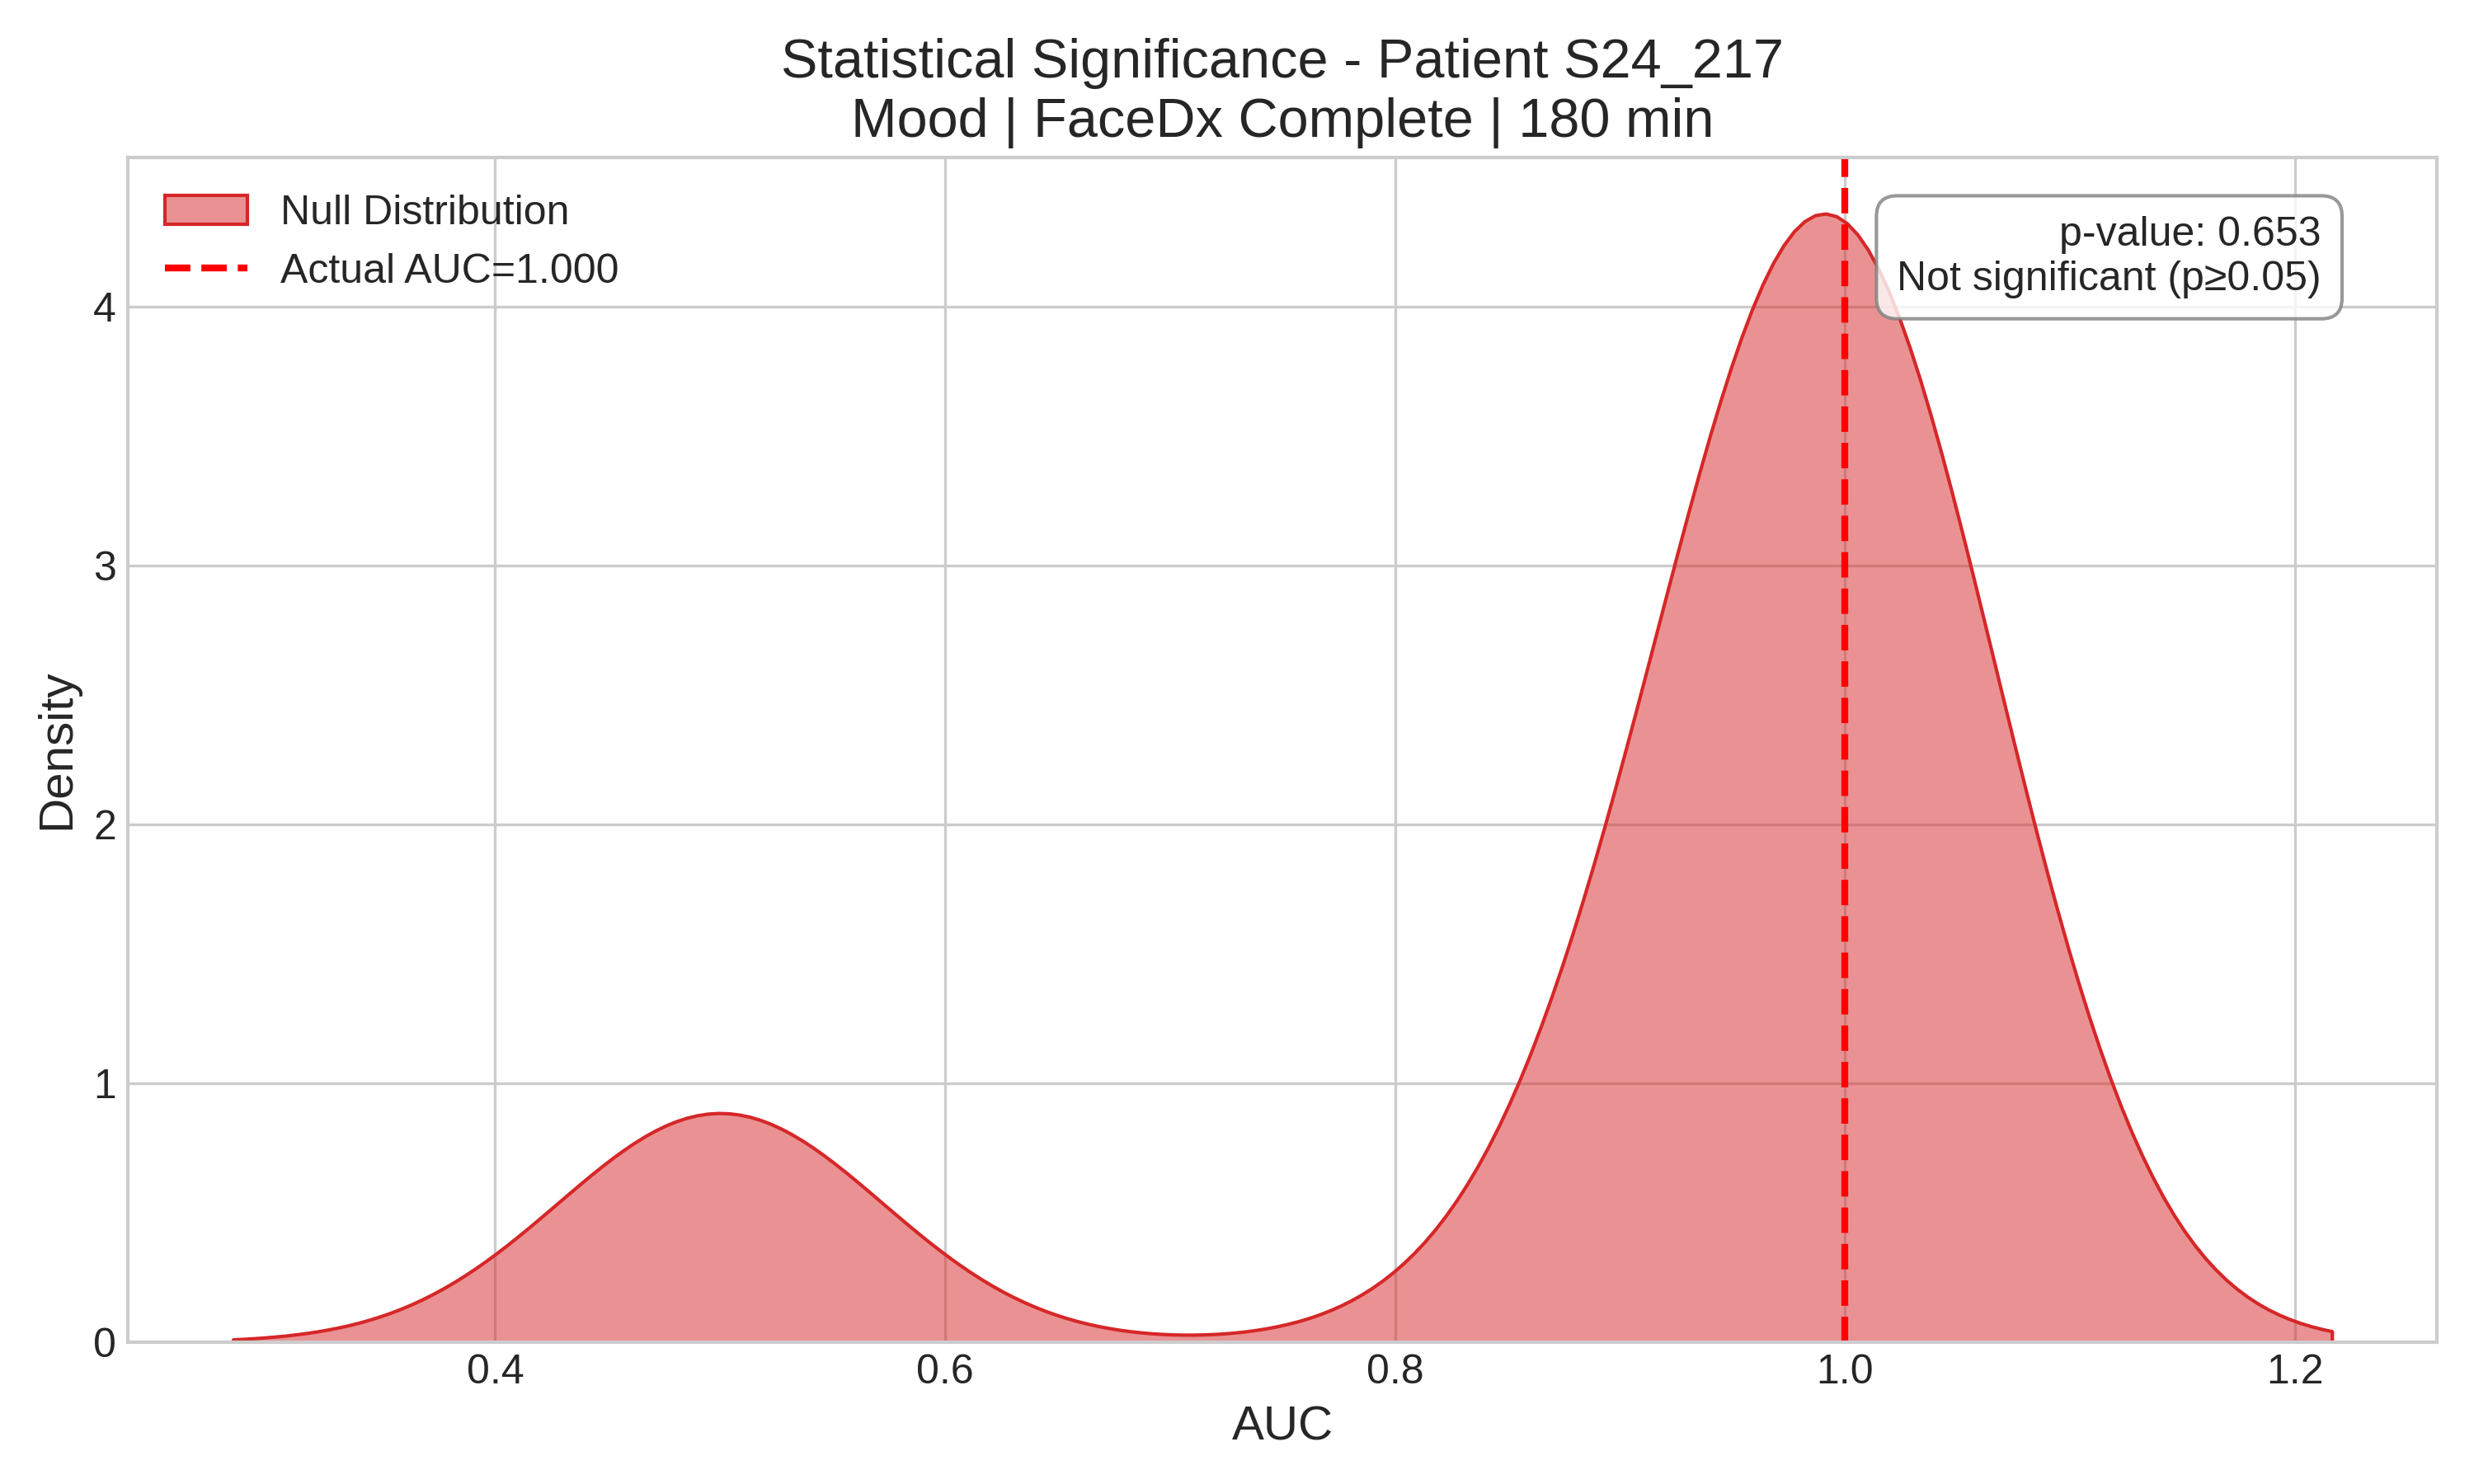 Statistical Significance - Patient S24_217
Mood | FaceDx Complete | 180 min
Null Distribution
Actual AUC=1.000
p-value: 0.653
Not significant (p≥0.05)
Density
4
3
2
1
0
0.4 0.6 0.8 1.0 1.2
AUC